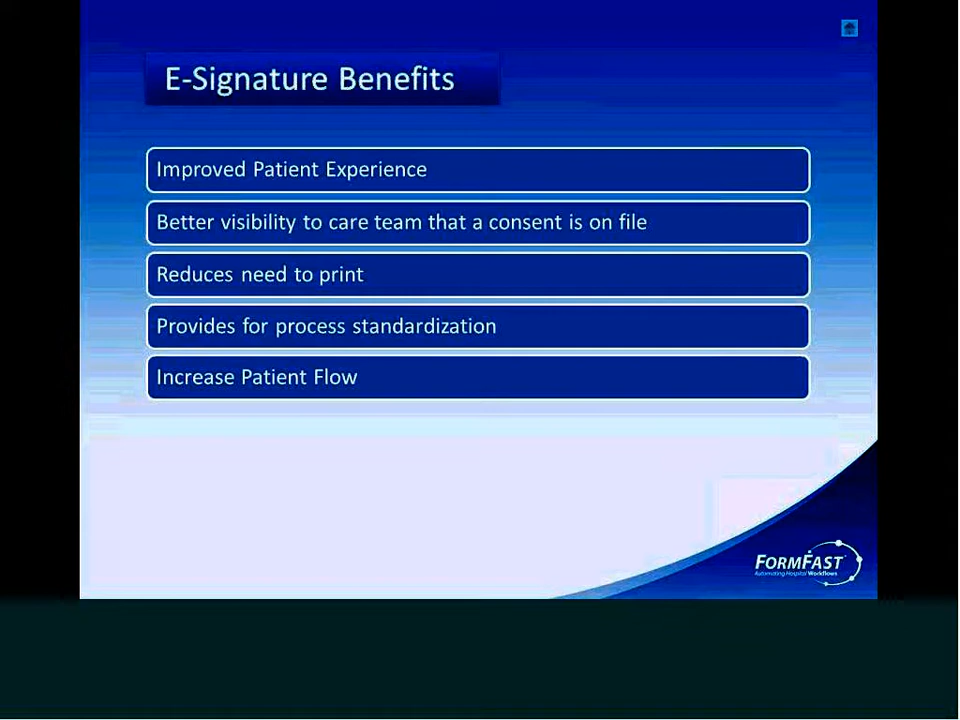 E-Signature Benefits
Improved Patient Experience
Better visibility to care team that a consent is on file
Reduces need to print
Provides for process standardization
Increase Patient Flow
FORMFAST
Automating Hospital Workflows